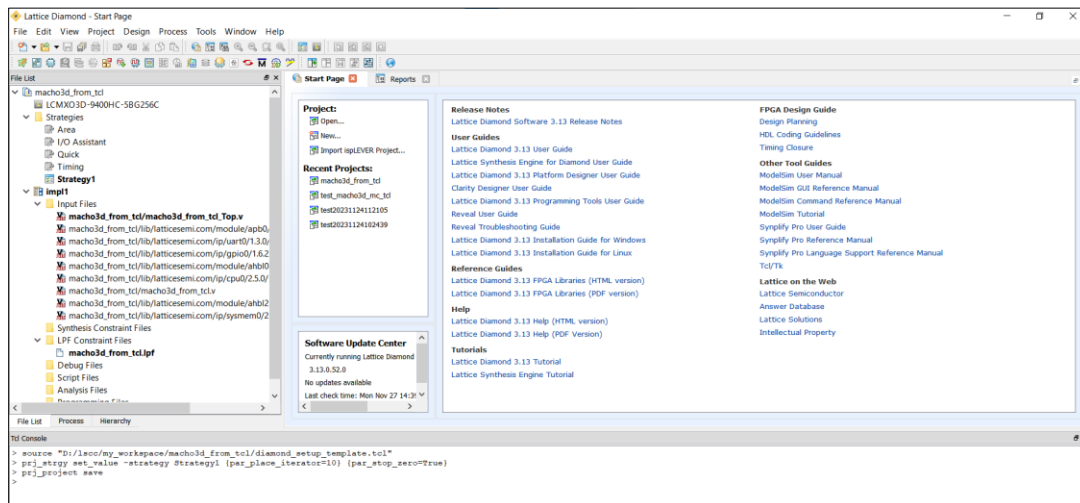 Lattice Diamond - Start Page
File Edit View Project Design Process Tools Window Help
File List
Start Page
Reports
macho3d_from_tcl
LCMXO3D-9400HC-5BG256C
Strategies
Area
I/O Assistant
Quick
Timing
Strategy1
impl1
Input Files
macho3d_from_tcl/macho3d_from_tcl_Top.v
macho3d_from_tcl/lib/latticesemi.com/module/apb0/
macho3d_from_tcl/lib/latticesemi.com/ip/uart0/1.3.0/
macho3d_from_tcl/lib/latticesemi.com/ip/gpio0/1.6.2
macho3d_from_tcl/lib/latticesemi.com/module/ahbl0
macho3d_from_tcl/lib/latticesemi.com/ip/cpu0/2.5.0/
macho3d_from_tcl/macho3d_from_tcl.v
macho3d_from_tcl/lib/latticesemi.com/module/ahbl2
macho3d_from_tcl/lib/latticesemi.com/ip/sysmem0/2
Synthesis Constraint Files
LPF Constraint Files
macho3d_from_tcl.lpf
Debug Files
Script Files
Analysis Files
Programming Files
File List Process Hierarchy
Project:
Open...
New...
Import ispLEVER Project...
Recent Projects:
macho3d_from_tcl
test_macho3d_mc_tcl
test20231124112105
test20231124102439
Software Update Center
Currently running Lattice Diamond
3.13.0.52.0
No updates available
Last check time: Mon Nov 27 14:3
Release Notes
Lattice Diamond Software 3.13 Release Notes
User Guides
Lattice Diamond 3.13 User Guide
Lattice Synthesis Engine for Diamond User Guide
Lattice Diamond 3.13 Platform Designer User Guide
Clarity Designer User Guide
Lattice Diamond 3.13 Programming Tools User Guide
Reveal User Guide
Reveal Troubleshooting Guide
Lattice Diamond 3.13 Installation Guide for Windows
Lattice Diamond 3.13 Installation Guide for Linux
Reference Guides
Lattice Diamond 3.13 FPGA Libraries (HTML version)
Lattice Diamond 3.13 FPGA Libraries (PDF version)
Help
Lattice Diamond 3.13 Help (HTML version)
Lattice Diamond 3.13 Help (PDF Version)
Tutorials
Lattice Diamond 3.13 Tutorial
Lattice Synthesis Engine Tutorial
FPGA Design Guide
Design Planning
HDL Coding Guidelines
Timing Closure
Other Tool Guides
ModelSim User Manual
ModelSim GUI Reference Manual
ModelSim Command Reference Manual
ModelSim Tutorial
Synplify Pro User Guide
Synplify Pro Reference Manual
Synplify Pro Language Support Reference Manual
Tcl/Tk
Lattice on the Web
Lattice Semiconductor
Answer Database
Lattice Solutions
Intellectual Property
Tcl Console
> source "D:/lscc/my_workspace/macho3d_from_tcl/diamond_setup_template.tcl"
> prj_strgy set_value -strategy Strategy1 {par_place_iterator=10} {par_stop_zero=True}
> prj_project save
>